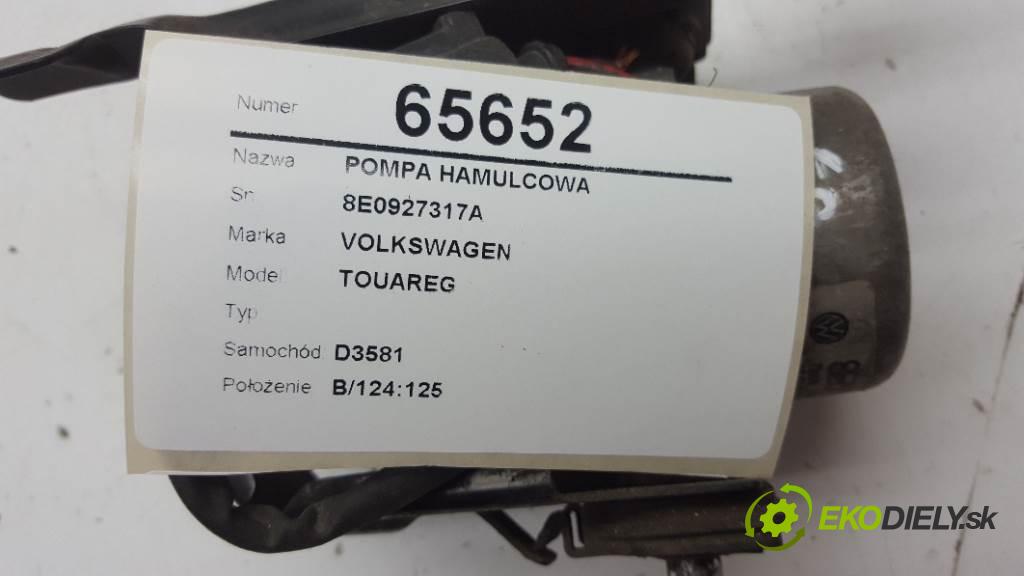 Numer 65652
Nazwa POMPA HAMULCOWA
Sn 8E0927317A
Marka VOLKSWAGEN
Model TOUAREG
Typ
Samochód D3581
Położenie B/124:125
EKODIELY.sk